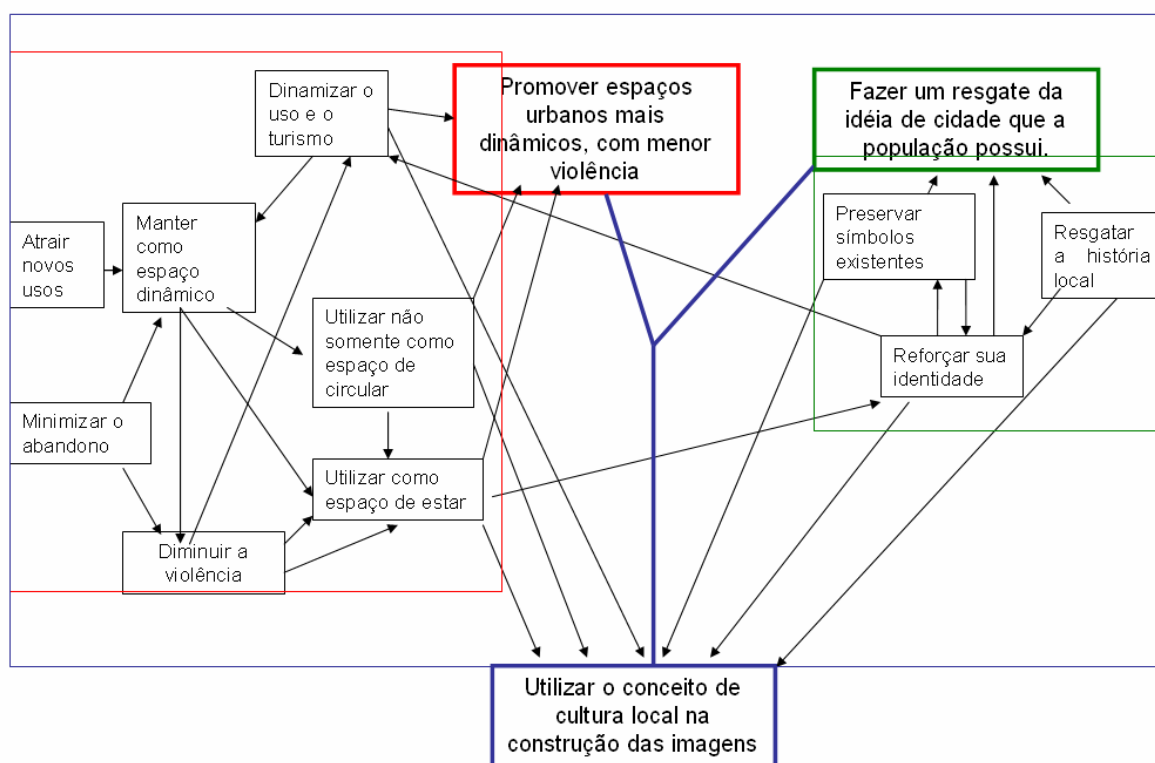 Dinamizar o
uso e o
turismo
Promover espaços
urbanos mais
dinâmicos, com menor
violência
Fazer um resgate da
idéia de cidade que a
população possui.
Atrair
novos
usos
Manter
como
espaço
dinâmico
Preservar
símbolos
existentes
Resgatar
a história
local
Utilizar não
somente como
espaço de
circular
Reforçar sua
identidade
Minimizar o
abandono
Utilizar como
espaço de estar
Diminuir a
violência
Utilizar o conceito de
cultura local na
construção das imagens